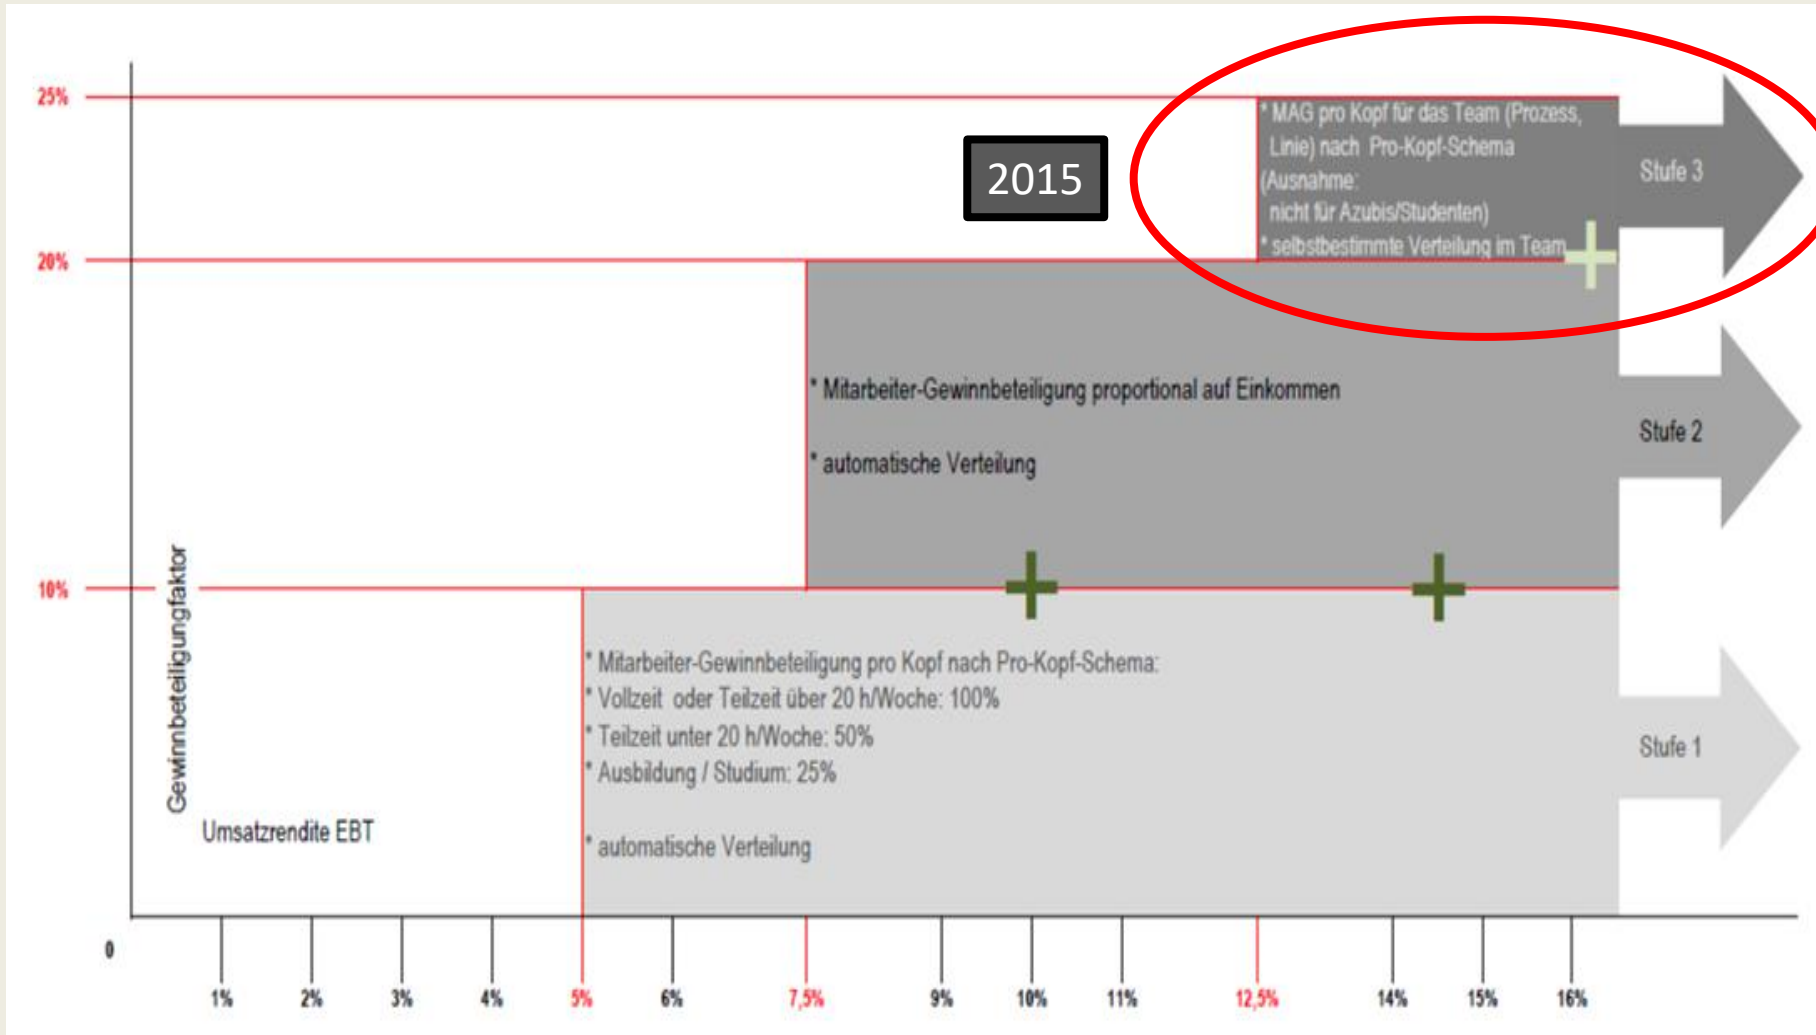 25%
* MAG pro Kopf für das Team (Prozess,
Linie) nach Pro-Kopf-Schema
(Ausnahme:
nicht für Azubis/Studenten)
* selbstbestimmte Verteilung im Team
Stufe 3
2015
20%
* Mitarbeiter-Gewinnbeteiligung proportional auf Einkommen
* automatische Verteilung
Stufe 2
10%
Gewinnbeteiligungfaktor
* Mitarbeiter-Gewinnbeteiligung pro Kopf nach Pro-Kopf-Schema:
* Vollzeit oder Teilzeit über 20 h/Woche: 100%
* Teilzeit unter 20 h/Woche: 50%
* Ausbildung / Studium: 25%
* automatische Verteilung
Stufe 1
Umsatzrendite EBT
0
1% 2% 3% 4% 5% 6% 7,5% 9% 10% 11% 12,5% 14% 15% 16%